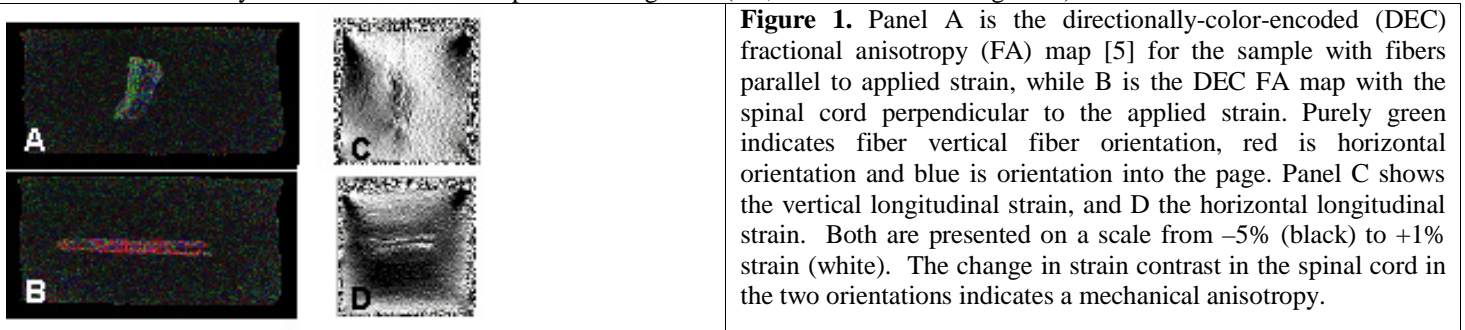 A
B
C
D
Figure 1. Panel A is the directionally-color-encoded (DEC)
fractional anisotropy (FA) map [5] for the sample with fibers
parallel to applied strain, while B is the DEC FA map with the
spinal cord perpendicular to the applied strain. Purely green
indicates fiber vertical fiber orientation, red is horizontal
orientation and blue is orientation into the page. Panel C shows
the vertical longitudinal strain, and D the horizontal longitudinal
strain. Both are presented on a scale from –5% (black) to +1%
strain (white). The change in strain contrast in the spinal cord in
the two orientations indicates a mechanical anisotropy.